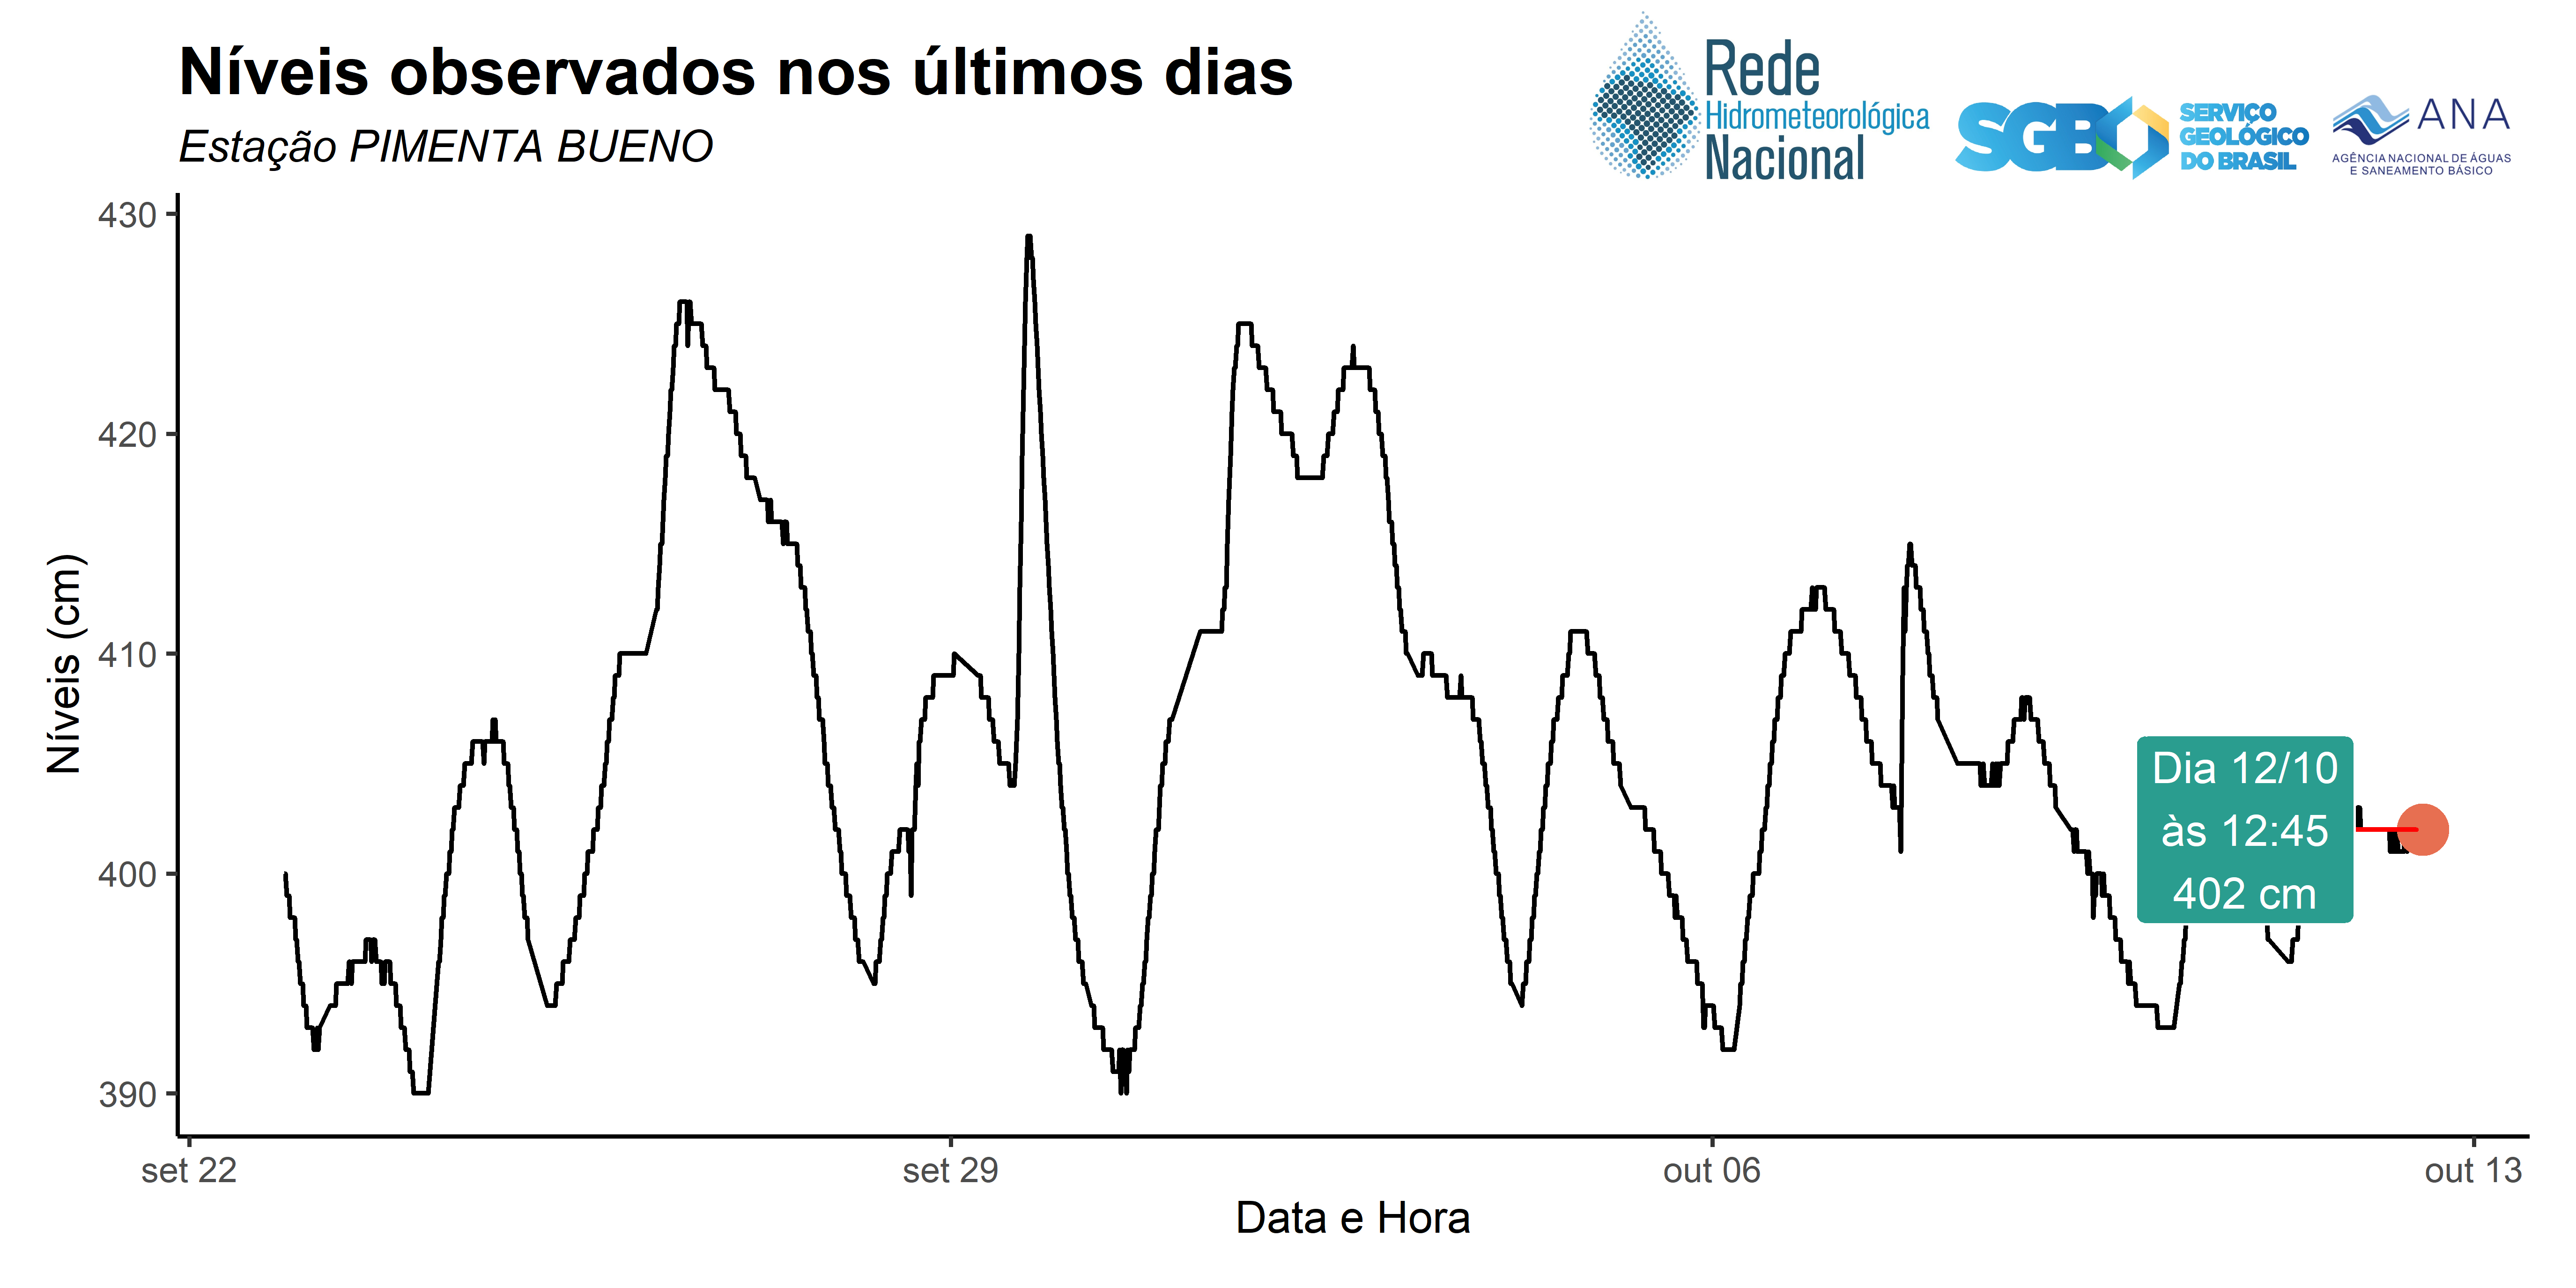 Níveis observados nos últimos dias
Estação PIMENTA BUENO
Rede
Hidrometeorológica
Nacional
SGB
SERVIÇO
GEOLÓGICO
DO BRASIL
ANA
AGÊNCIA NACIONAL DE ÁGUAS
E SANEAMENTO BÁSICO
Níveis (cm)
430
420
410
400
390
Dia 12/10
às 12:45
402 cm
set 22
set 29
out 06
out 13
Data e Hora